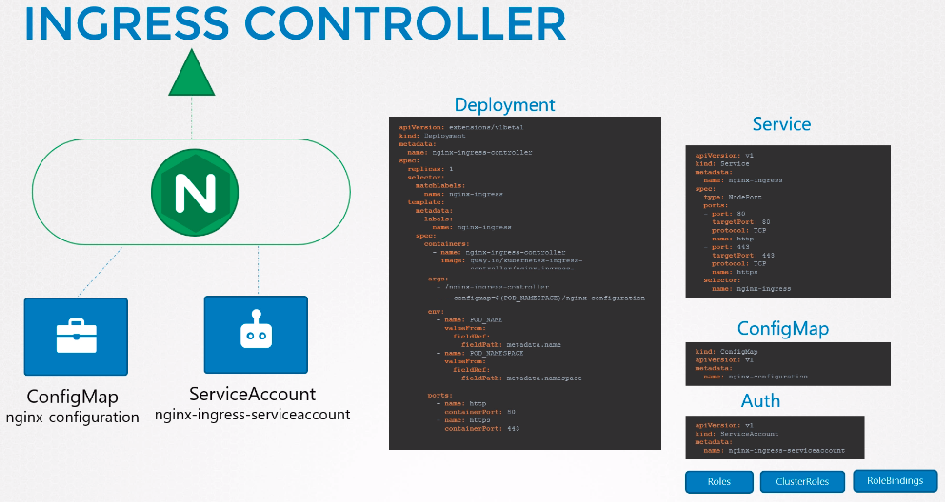 INGRESS CONTROLLER
N
ConfigMap
nginx configuration
ServiceAccount
nginx-ingress-serviceaccount
Deployment
apiVersion: extensions/v1beta1
kind: Deployment
metadata:
name: nginx-ingress-controller
spec:
replicas: 1
selector:
matchLabels:
name: nginx-ingress
template:
metadata:
labels:
name: nginx-ingress
spec:
containers:
- name: nginx-ingress-controller
image: quay.io/kubernetes-ingress-
controller/nginx-ingress-
args:
- /nginx-ingress-controller
configmap=$(POD_NAMESPACE)/nginx configuration
env:
- name: POD_NAME
valueFrom:
fieldRef:
fieldPath: metadata.name
- name: POD_NAMESPACE
valueFrom:
fieldRef:
fieldPath: metadata.namespace
ports:
- name: http
containerPort: 80
- name: https
containerPort: 443
Service
apiVersion: v1
kind: Service
metadata:
name: nginx-ingress
spec:
type: NodePort
ports:
- port: 80
targetPort: 80
protocol: TCP
name: http
- port: 443
targetPort: 443
protocol: TCP
name: https
selector:
name: nginx-ingress
ConfigMap
kind: ConfigMap
apiVersion: v1
metadata:
name: nginx-configuration
Auth
apiVersion: v1
kind: ServiceAccount
metadata:
name: nginx-ingress-serviceaccount
Roles
ClusterRoles
RoleBindings